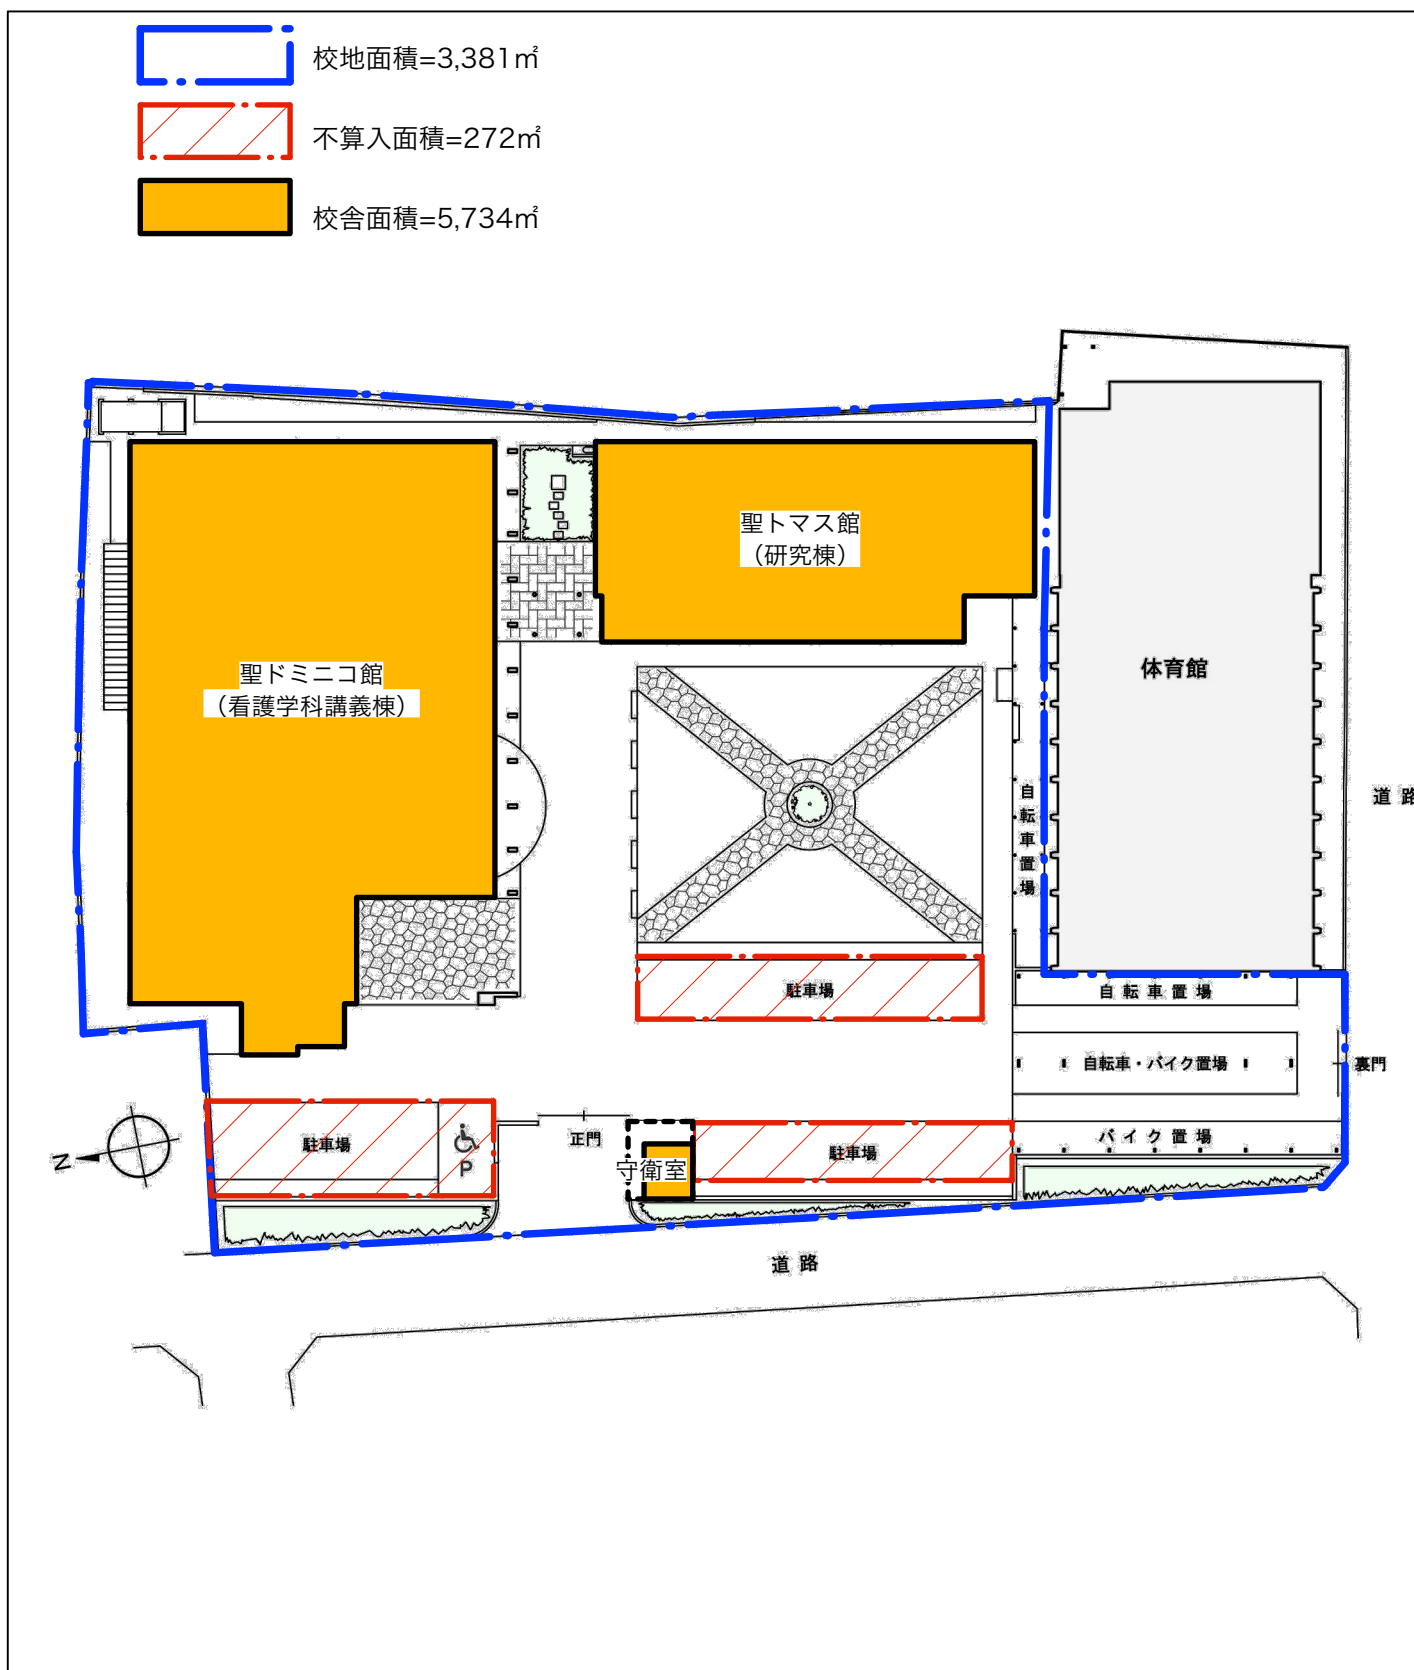 校地面積=3,381㎡
不算入面積=272㎡
校舎面積=5,734㎡
聖トマス館
（研究棟）
聖ドミニコ館
（看護学科講義棟）
体育館
道路
自転車置場
駐車場
自転車置場
自転車・バイク置場
裏門
バイク置場
N
駐車場
P
正門
守衛室
駐車場
道路